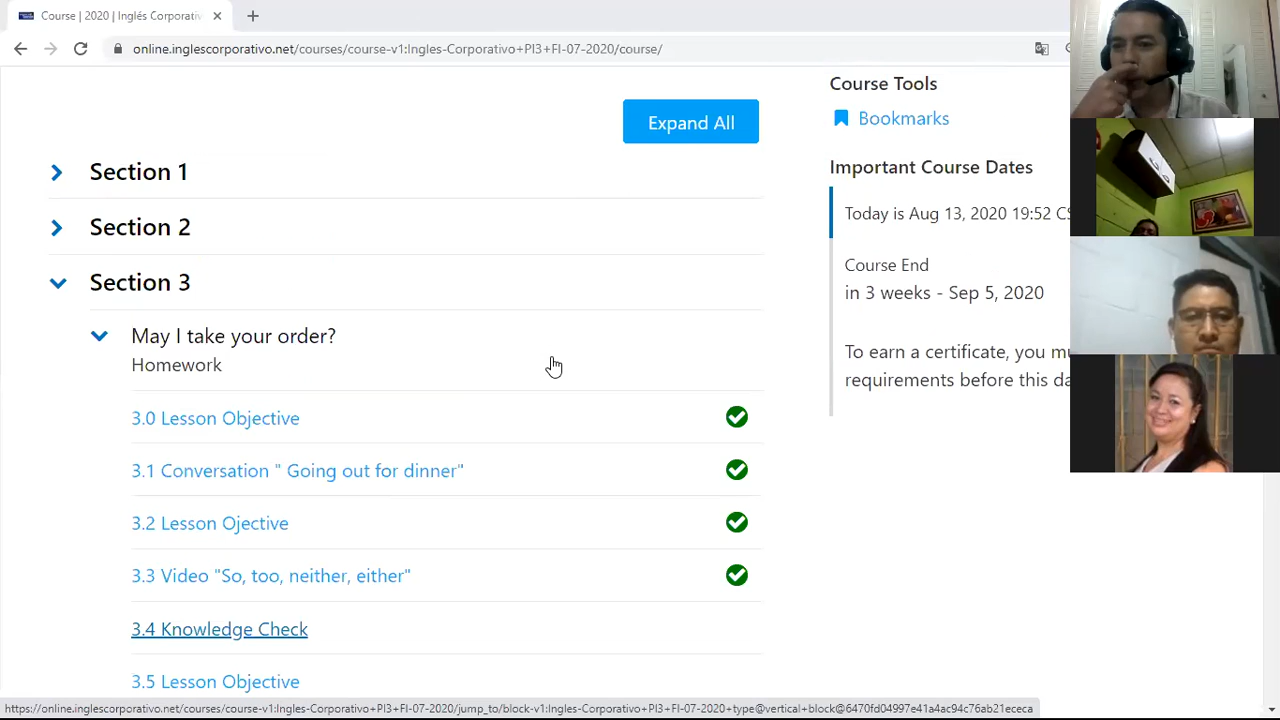 Course | 2020 | Inglés Corporativ
online.inglescorporativo.net/courses/course-v1:Ingles-Corporativo+PI3+FI-07-2020/course/
Expand All
Section 1
Section 2
Section 3
May I take your order?
Homework
3.0 Lesson Objective
3.1 Conversation " Going out for dinner"
3.2 Lesson Ojective
3.3 Video "So, too, neither, either"
3.4 Knowledge Check
3.5 Lesson Objective
Course Tools
Bookmarks
Important Course Dates
Today is Aug 13, 2020 19:52 CS
Course End
in 3 weeks - Sep 5, 2020
To earn a certificate, you mu
requirements before this da
https://online.inglescorporativo.net/courses/course-v1:Ingles-Corporativo+PI3+FI-07-2020/jump_to/block-v1:Ingles-Corporativo+PI3+FI-07-2020+type@vertical+block@6470fd04997e41a4ac94c76ab21ececa